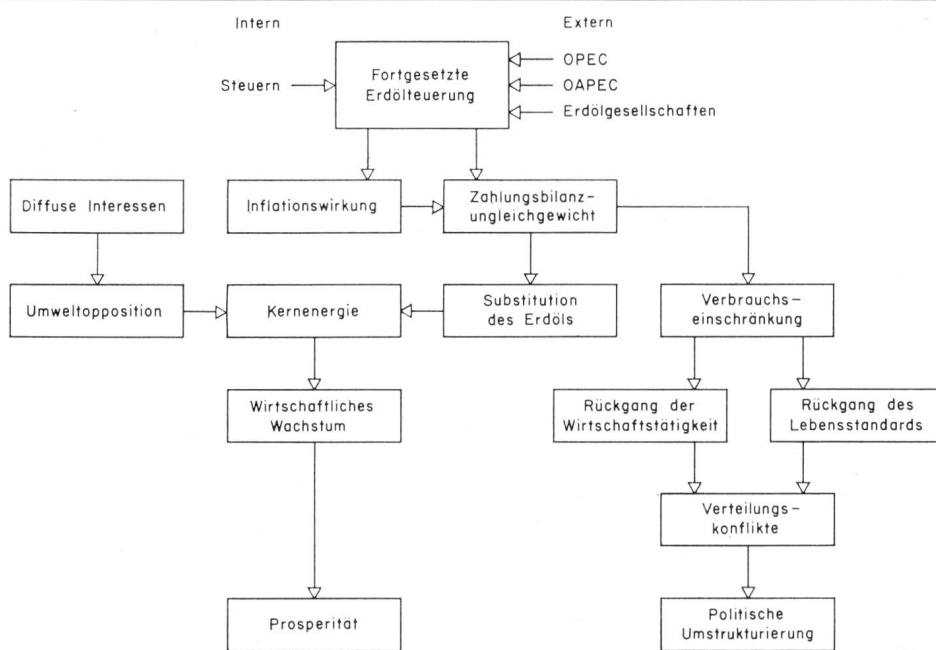 Intern
Extern
Fortgesetzte
Erdölteuerung
OPEC
Steuern
OAPEC
Erdölgesellschaften
Diffuse Interessen
Inflationswirkung
Zahlungsbilanz-
ungleichgewicht
Umweltopposition
Kernenergie
Substitution
des Erdöls
Verbrauchs-
einschränkung
Wirtschaftliches
Wachstum
Rückgang der
Wirtschaftstätigkeit
Rückgang des
Lebensstandards
Verteilungs-
konflikte
Prosperität
Politische
Umstrukturierung